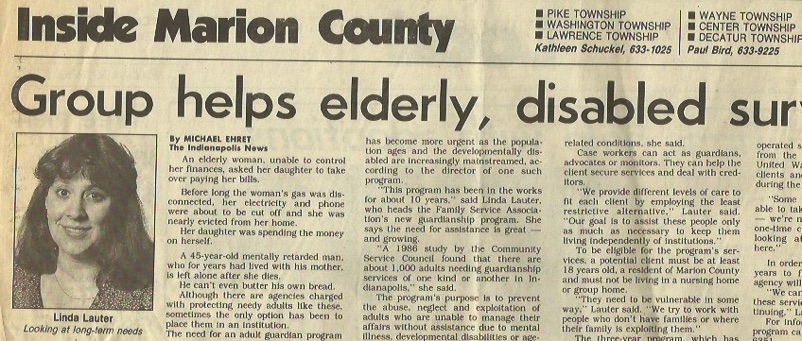 Inside Marion County
■ PIKE TOWNSHIP
■ WASHINGTON TOWNSHIP
■ LAWRENCE TOWNSHIP
Kathleen Schuckel, 633-1025
■ WAYNE TOWNSHIP
■ CENTER TOWNSHIP
■ DECATUR TOWNSHIP
Paul Bird, 633-9225
Group helps elderly, disabled sur
Linda Lauter
Looking at long-term needs
By MICHAEL EHRET
The Indianapolis News
An elderly woman, unable to control
her finances, asked her daughter to take
over paying her bills.
Before long the woman's gas was dis-
connected, her electricity and phone
were about to be cut off and she was
nearly evicted from her home.
Her daughter was spending the money
on herself.
A 45-year-old mentally retarded man,
who for years had lived with his mother,
is left alone after she dies.
He can't even butter his own bread.
Although there are agencies charged
with protecting needy adults like these,
sometimes the only option has been to
place them in an institution.
The need for an adult guardian program
has become more urgent as the popula-
tion ages and the developmentally dis-
abled are increasingly mainstreamed, ac-
cording to the director of one such
program.
"This program has been in the works
for about 10 years," said Linda Lauter,
who heads the Family Service Associa-
tion's new guardianship program. She
says the need for assistance is great —
and growing.
"A 1986 study by the Community
Service Council found that there are
about 1,000 adults needing guardianship
services of one kind or another in In-
dianapolis," she said.
The program's purpose is to prevent
the abuse, neglect and exploitation of
adults who are unable to manage their
affairs without assistance due to mental
illness, developmental disabilities or age-
related conditions, she said.
Case workers can act as guardians,
advocates or monitors. They can help the
client secure services and deal with cred-
itors.
"We provide different levels of care to
fit each client by employing the least
restrictive alternative," Lauter said.
"Our goal is to assist these people only
as much as necessary to keep them
living independently of institutions."
To be eligible for the program's ser-
vices, a potential client must be at least
18 years old, a resident of Marion County
and must not be living in a nursing home
or group home.
"They need to be vulnerable in some
way," Lauter said. "We try to work with
people who don't have families or where
their family is exploiting them."
The three-year program, which has
operated s
from the
United Wa
clients an
during the
"Some
able to tak
— we're l
one-time c
looking at
here."
In order
years to f
agency will
"We car
these serv
tinuing," La
For infor
program ca
6351